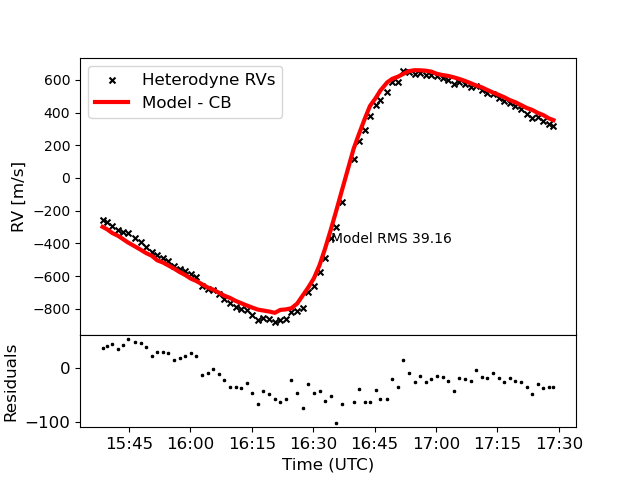 Heterodyne RVs
Model - CB
RV [m/s]
600
400
200
0
−200
−400
−600
−800
Model RMS 39.16
Residuals
0
−100
15:45 16:00 16:15 16:30 16:45 17:00 17:15 17:30
Time (UTC)